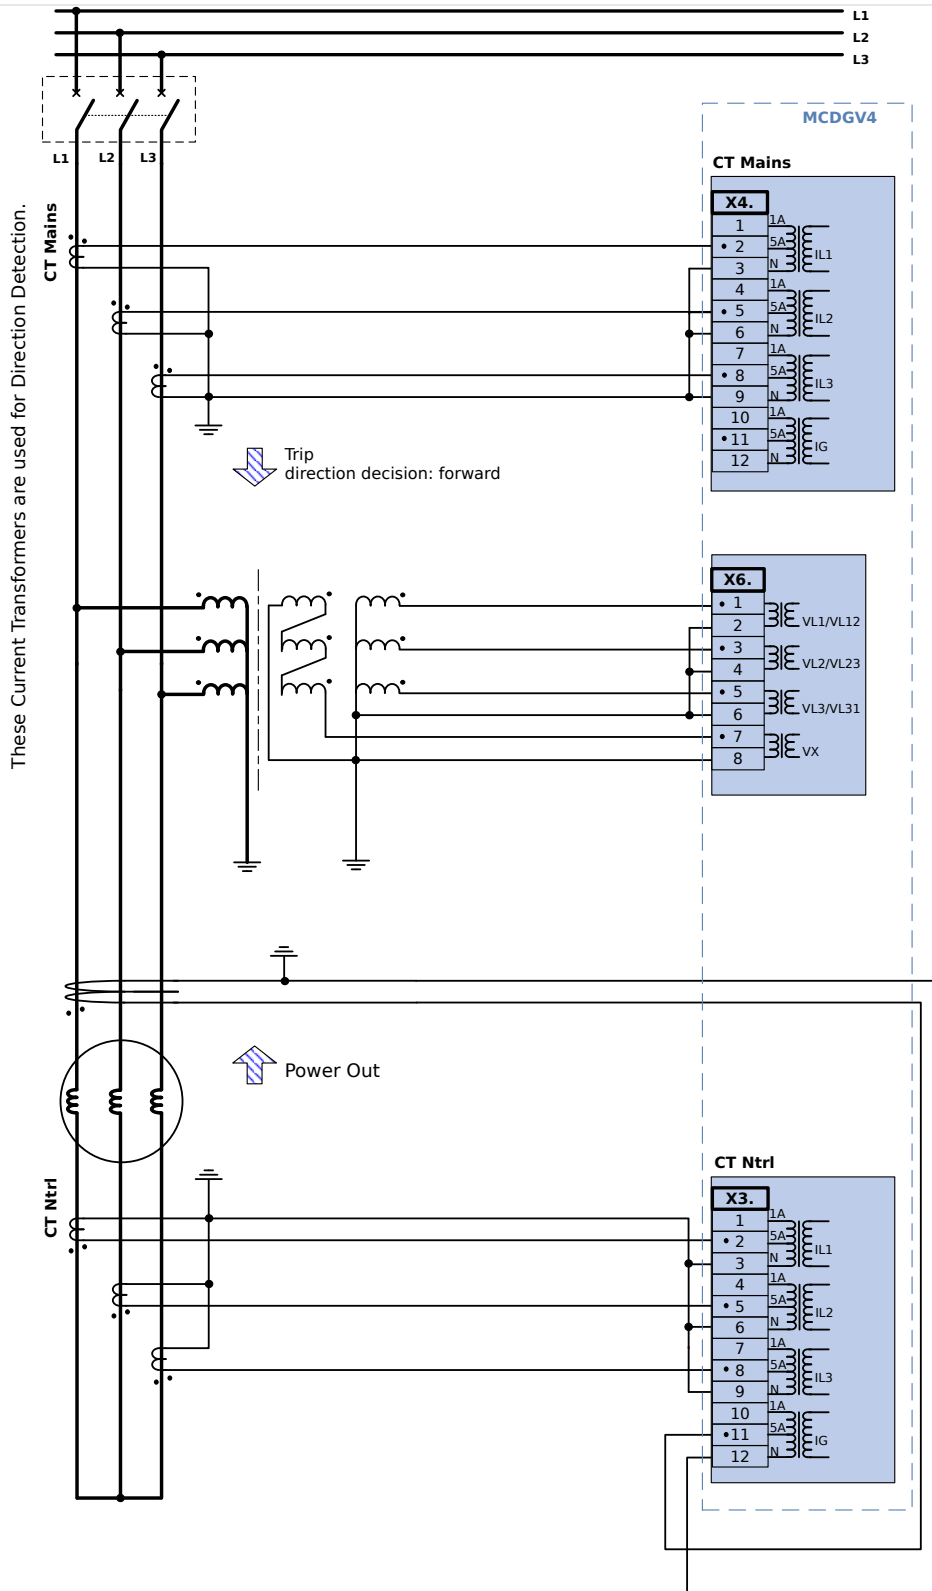 L1
L2
L3
L1
L2
L3
MCDGV4
CT Mains
These Current Transformers are used for Direction Detection.
CT Mains
X4.
1
1A
2
5A
IL1
3
N
4
1A
5
5A
IL2
6
N
7
1A
8
5A
IL3
9
N
10
1A
11
5A
IG
12
N
Trip
direction decision: forward
X6.
1
2
VL1/VL12
3
4
VL2/VL23
5
6
VL3/VL31
7
8
VX
Power Out
CT Ntrl
CT Ntrl
X3.
1
1A
2
5A
IL1
3
N
4
1A
5
5A
IL2
6
N
7
1A
8
5A
IL3
9
N
10
1A
11
5A
IG
12
N